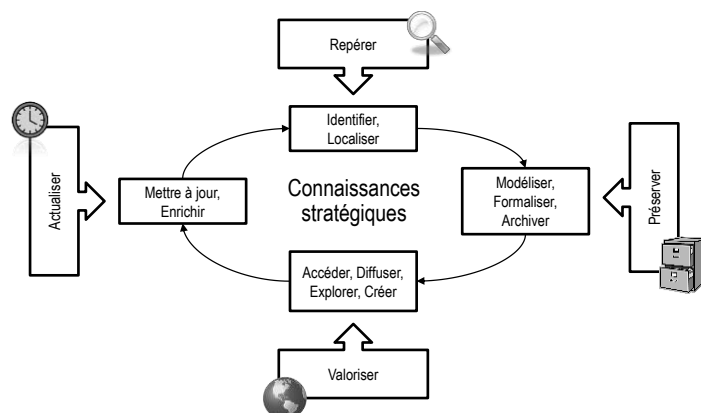 Repérer
Identifier,
Localiser
Actualiser
Mettre à jour,
Enrichir
Connaissances
stratégiques
Modéliser,
Formaliser,
Archiver
Préserver
Accéder, Diffuser,
Explorer, Créer
Valoriser